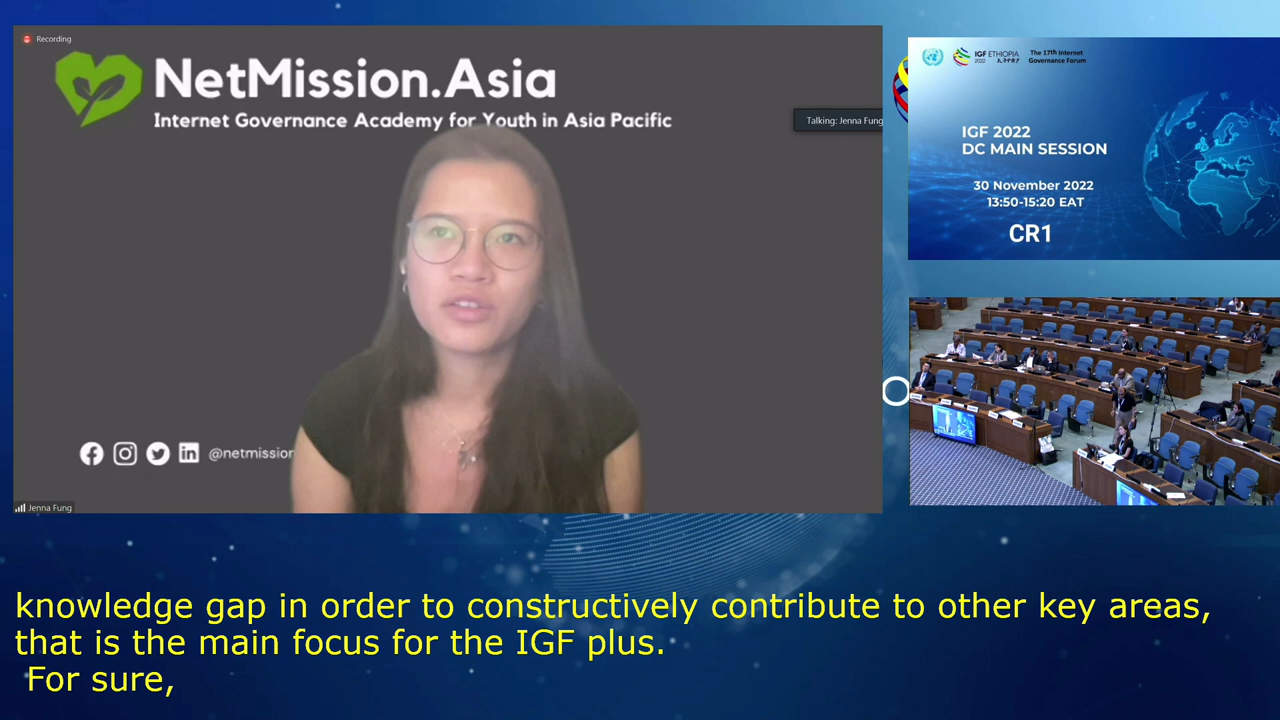 Recording
NetMission.Asia
Internet Governance Academy for Youth in Asia Pacific
Talking: Jenna Fung
@netmission
Jenna Fung
IGF ETHIOPIA
2022 ኢትዮጵያ
The 17th Internet
Governance Forum
IGF 2022
DC MAIN SESSION
30 November 2022
13:50-15:20 EAT
CR1
knowledge gap in order to constructively contribute to other key areas,
that is the main focus for the IGF plus.
For sure,